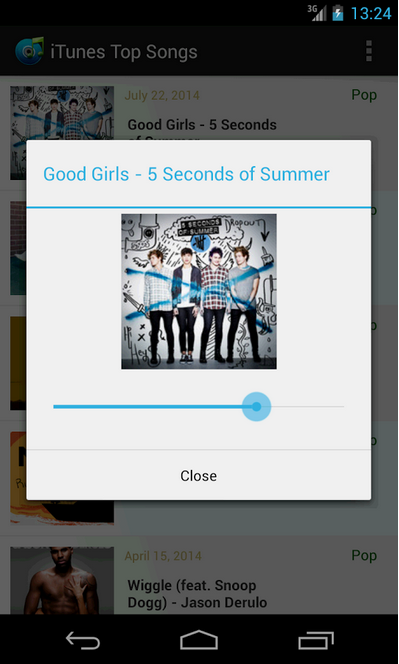 3G
13:24
iTunes Top Songs
July 22, 2014
Pop
Good Girls - 5 Seconds
of Summer
Good Girls - 5 Seconds of Summer
5 SECONDS
OF SUMMER
DROPOUT
Close
April 15, 2014
Pop
Wiggle (feat. Snoop
Dogg) - Jason Derulo